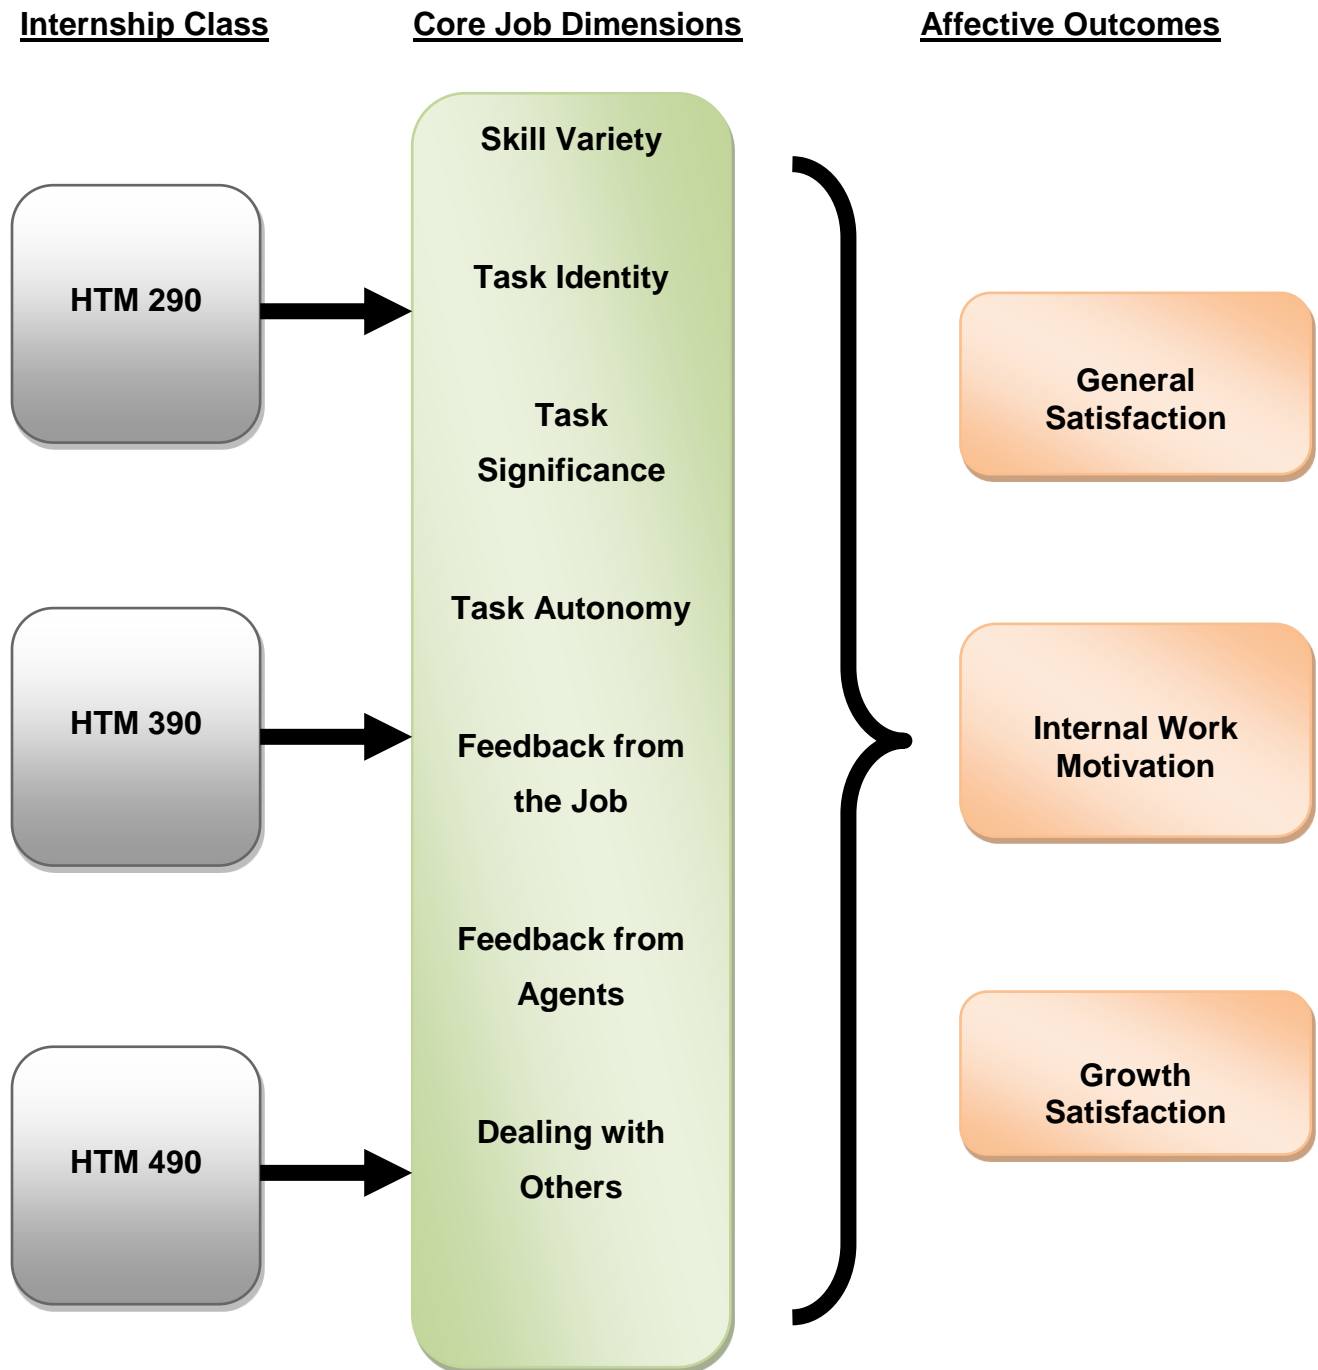 Internship Class
Core Job Dimensions
Affective Outcomes
HTM 290
HTM 390
HTM 490
Skill Variety
Task Identity
Task
Significance
Task Autonomy
Feedback from
the Job
Feedback from
Agents
Dealing with
Others
General
Satisfaction
Internal Work
Motivation
Growth
Satisfaction